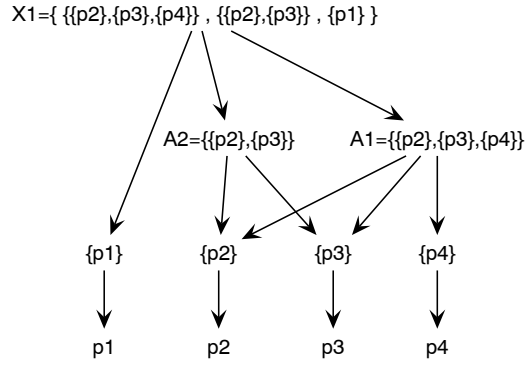 X1={ {{p2},{p3},{p4}} , {{p2},{p3}} , {p1} }
A2={{p2},{p3}} A1={{p2},{p3},{p4}}
{p1} {p2} {p3} {p4}
p1 p2 p3 p4